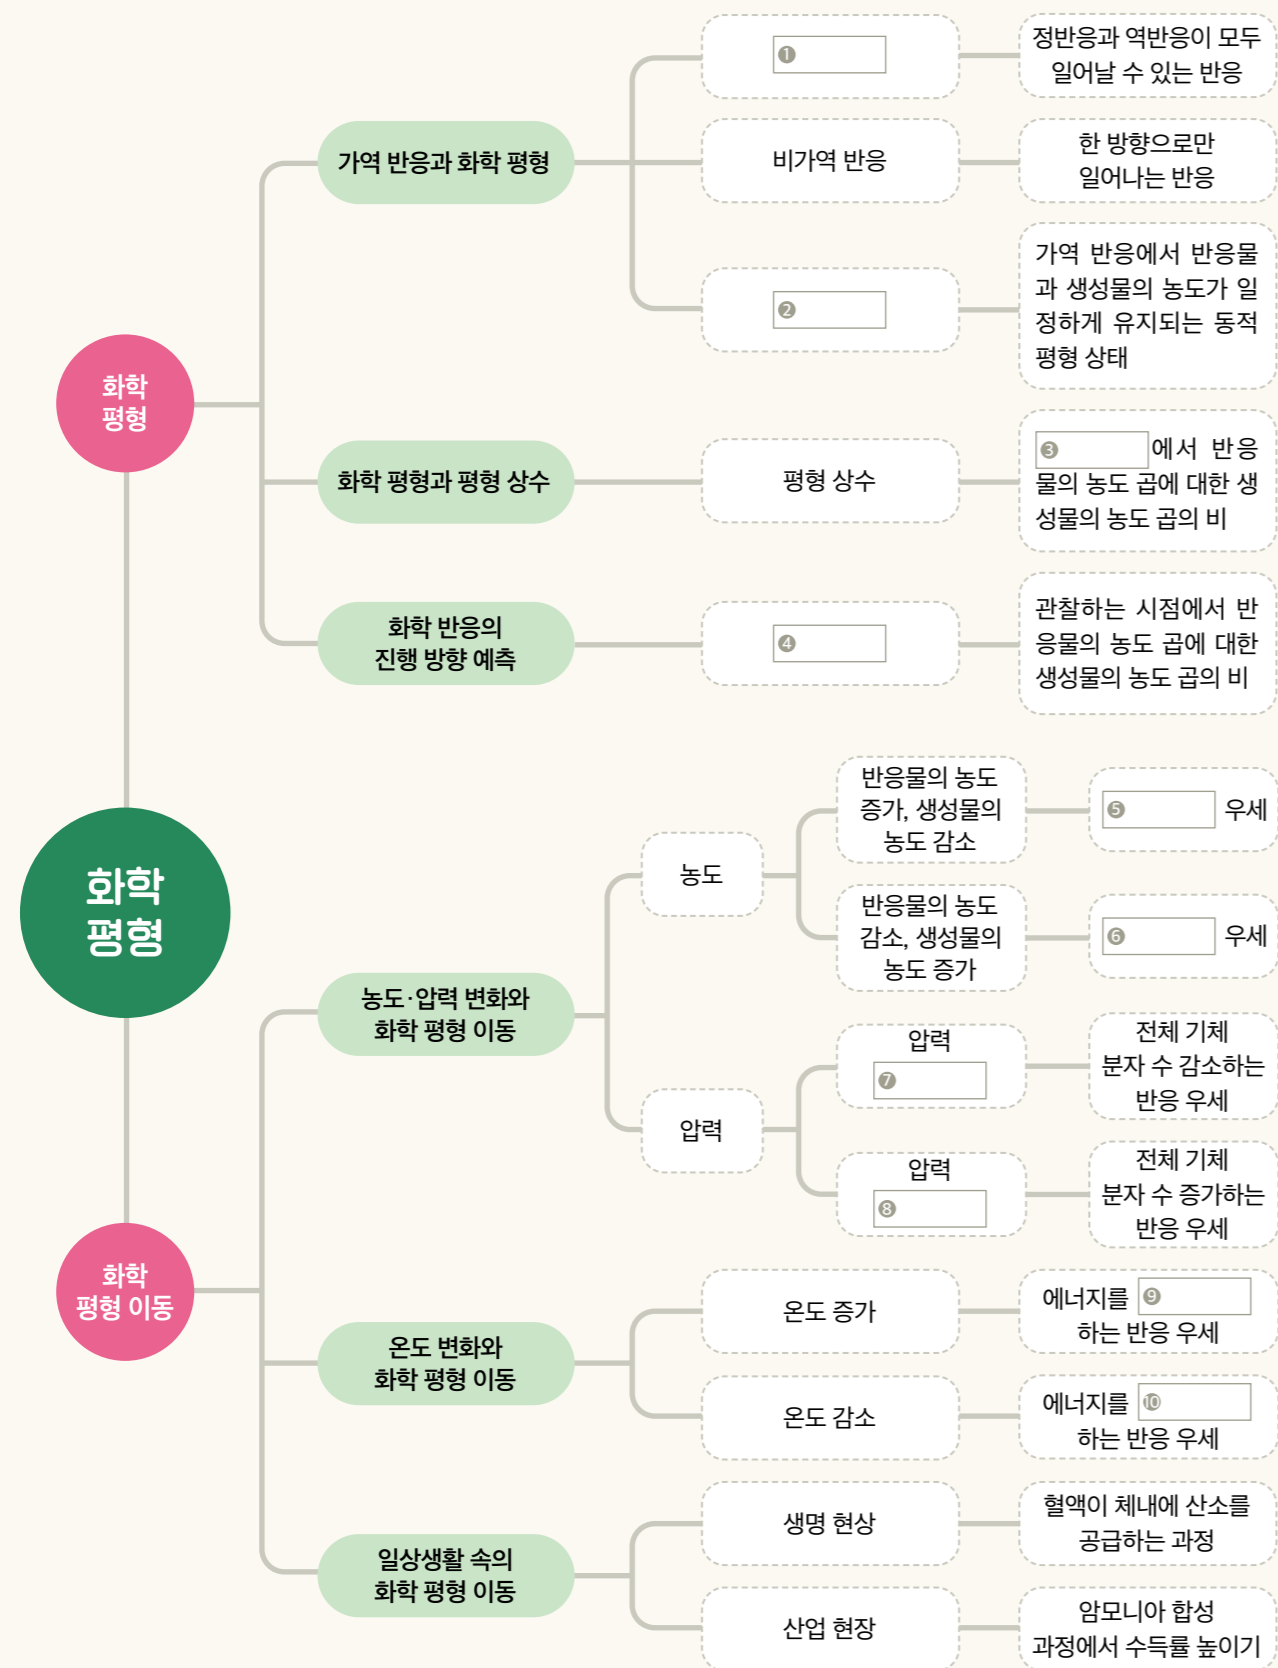 ❶
정반응과 역반응이 모두
일어날 수 있는 반응
가역 반응과 화학 평형
비가역 반응
한 방향으로만
일어나는 반응
❷
가역 반응에서 반응물
과 생성물의 농도가 일
정하게 유지되는 동적
평형 상태
화학
평형
화학 평형과 평형 상수
평형 상수
❸ 에서 반응
물의 농도 곱에 대한 생
성물의 농도 곱의 비
화학 반응의
진행 방향 예측
❹
관찰하는 시점에서 반
응물의 농도 곱에 대한
생성물의 농도 곱의 비
화학
평형
농도·압력 변화와
화학 평형 이동
농도
반응물의 농도
증가, 생성물의
농도 감소
❺ 우세
반응물의 농도
감소, 생성물의
농도 증가
❻ 우세
압력
압력
❼
전체 기체
분자 수 감소하는
반응 우세
압력
❽
전체 기체
분자 수 증가하는
반응 우세
화학
평형 이동
온도 변화와
화학 평형 이동
온도 증가
에너지를 ❾
하는 반응 우세
온도 감소
에너지를 ❿
하는 반응 우세
일상생활 속의
화학 평형 이동
생명 현상
혈액이 체내에 산소를
공급하는 과정
산업 현장
암모니아 합성
과정에서 수득률 높이기